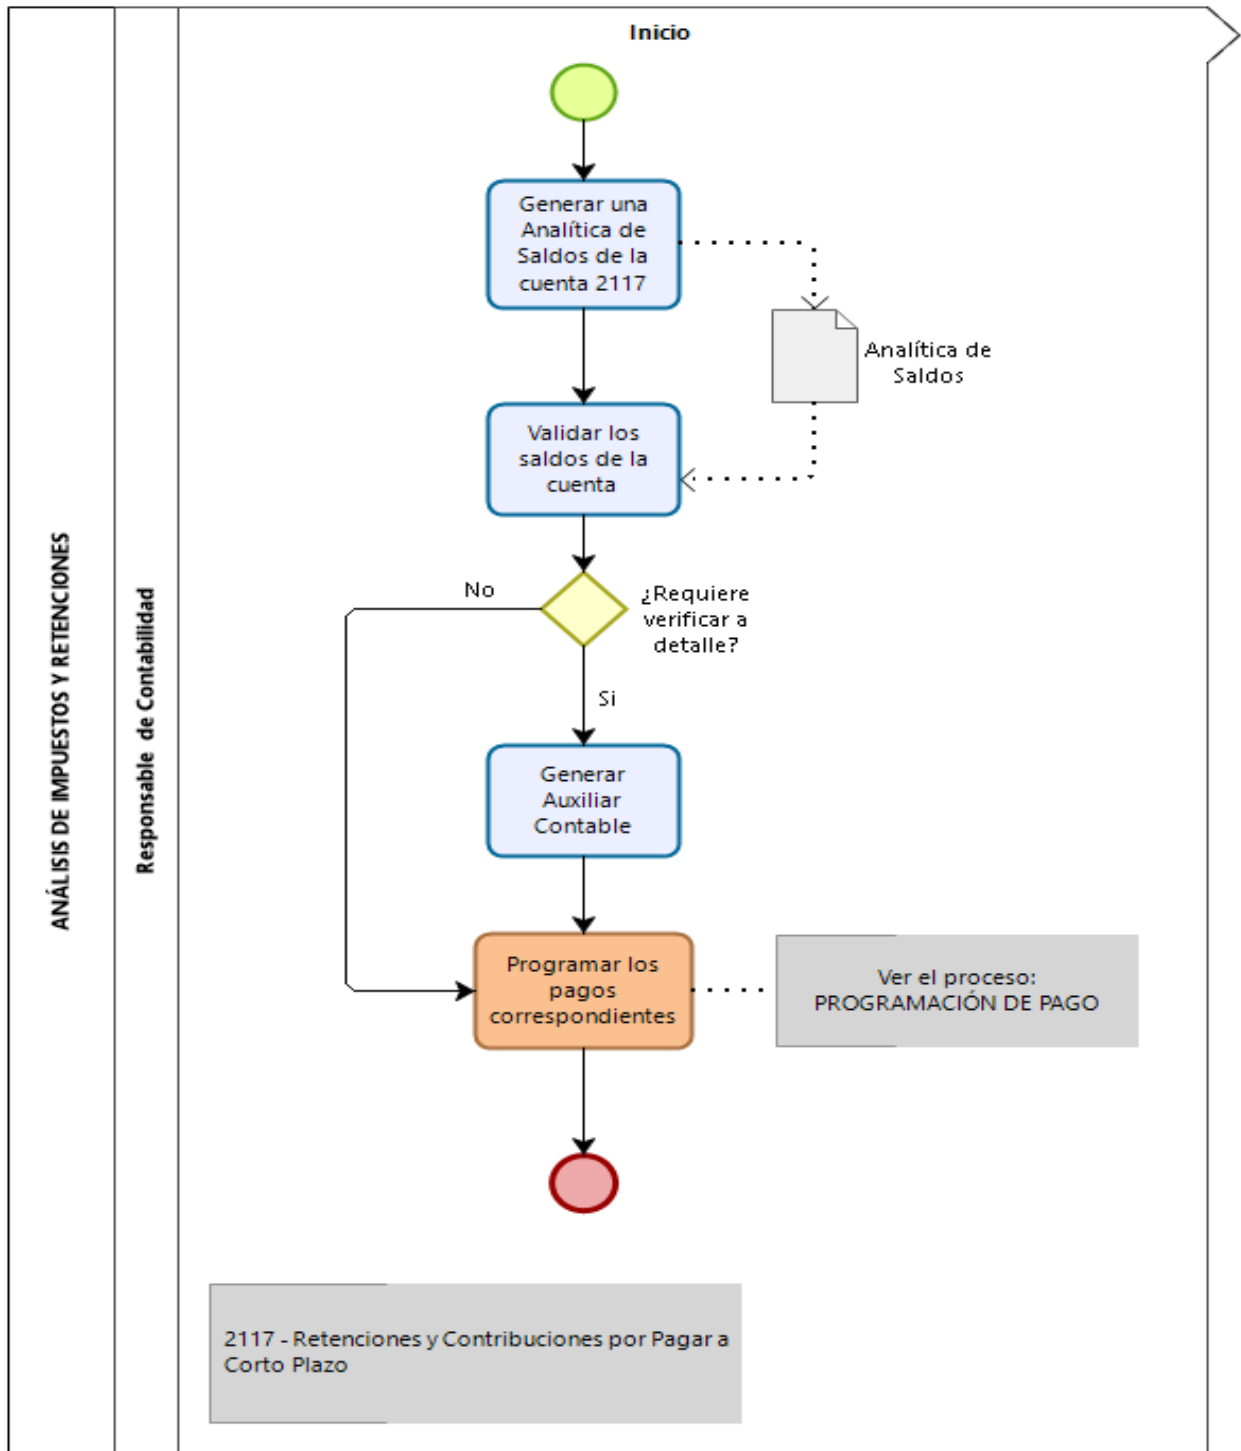 ANÁLISIS DE IMPUESTOS Y RETENCIONES
Responsable de Contabilidad
Inicio
Generar una
Analítica de
Saldos de la
cuenta 2117
Analítica de
Saldos
Validar los
saldos de la
cuenta
No
¿Requiere
verificar a
detalle?
Si
Generar
Auxiliar
Contable
Programar los
pagos
correspondientes
Ver el proceso:
PROGRAMACIÓN DE PAGO
2117 - Retenciones y Contribuciones por Pagar a
Corto Plazo